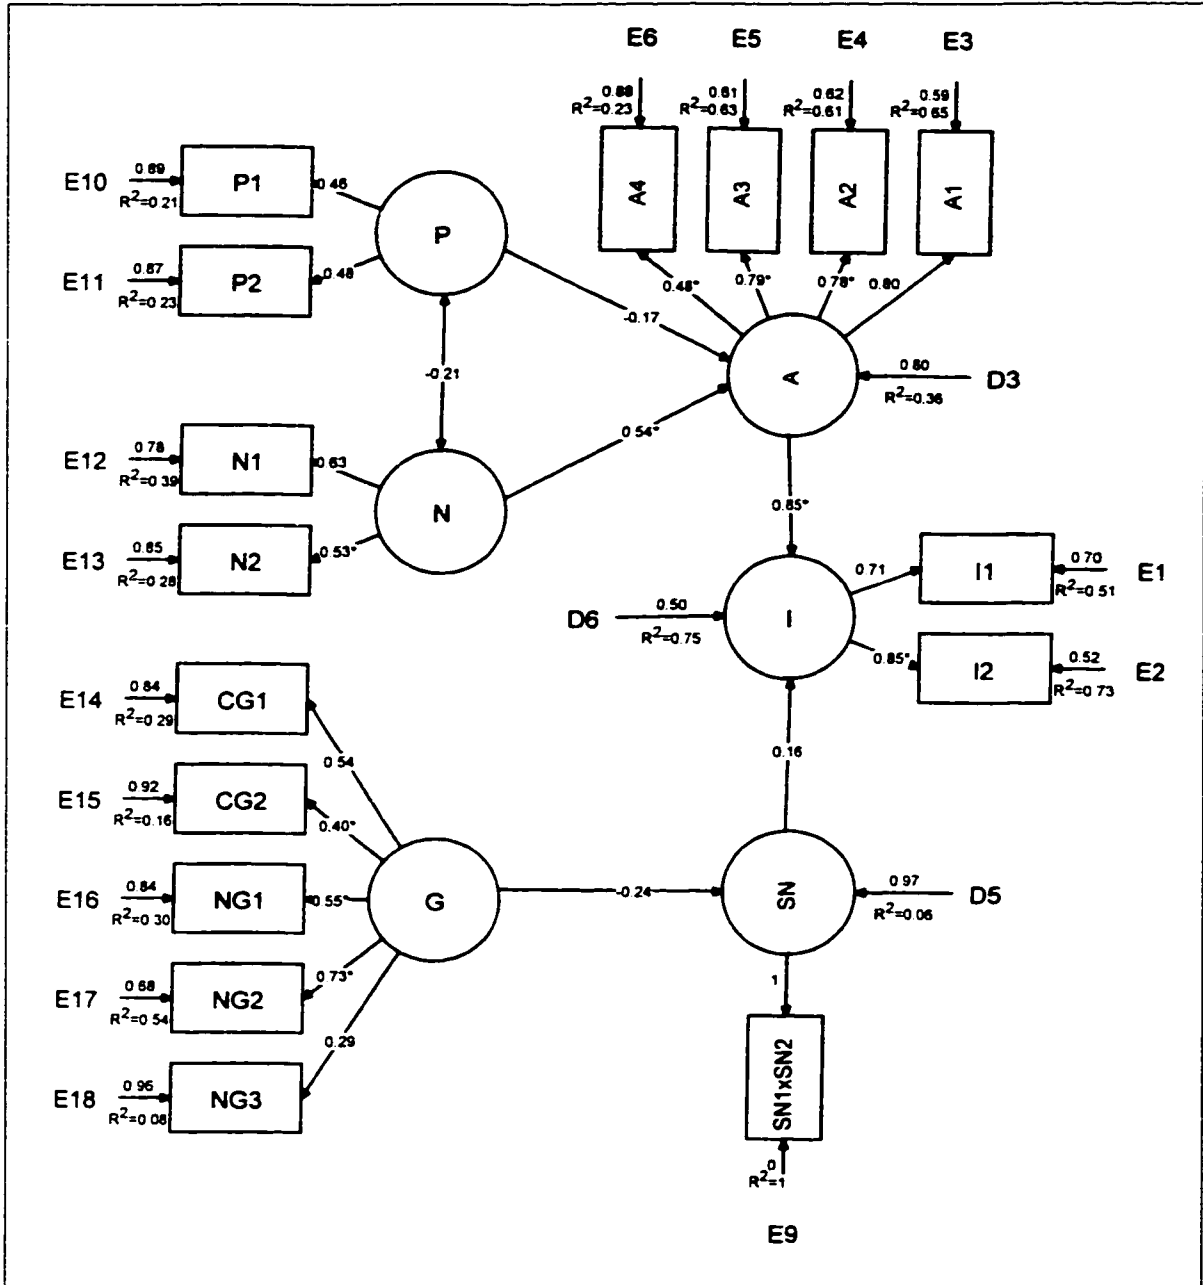 E6
E5
E4
E3
0.88
R²=0.23
0.61
R²=0.63
0.62
R²=0.61
0.59
R²=0.65
A4
A3
A2
A1
E10
0.89
R²=0.21
P1
0.46
P
E11
0.87
R²=0.23
P2
0.48
0.48*
0.79*
0.78*
0.80
-0.17
-0.21
A
0.80
R²=0.36
D3
E12
0.78
R²=0.39
N1
0.63
0.54*
N
E13
0.85
R²=0.28
N2
0.53*
0.85*
I1
0.71
0.70
R²=0.51
E1
D6
0.50
R²=0.75
I
0.85*
I2
0.52
R²=0.73
E2
E14
0.84
R²=0.29
CG1
0.54
0.16
E15
0.92
R²=0.16
CG2
0.40*
E16
0.84
R²=0.30
NG1
0.55*
G
-0.24
SN
0.97
R²=0.06
D5
E17
0.68
R²=0.54
NG2
0.73*
1
E18
0.96
R²=0.08
NG3
0.29
SN1xSN2
0
R²=1
E9